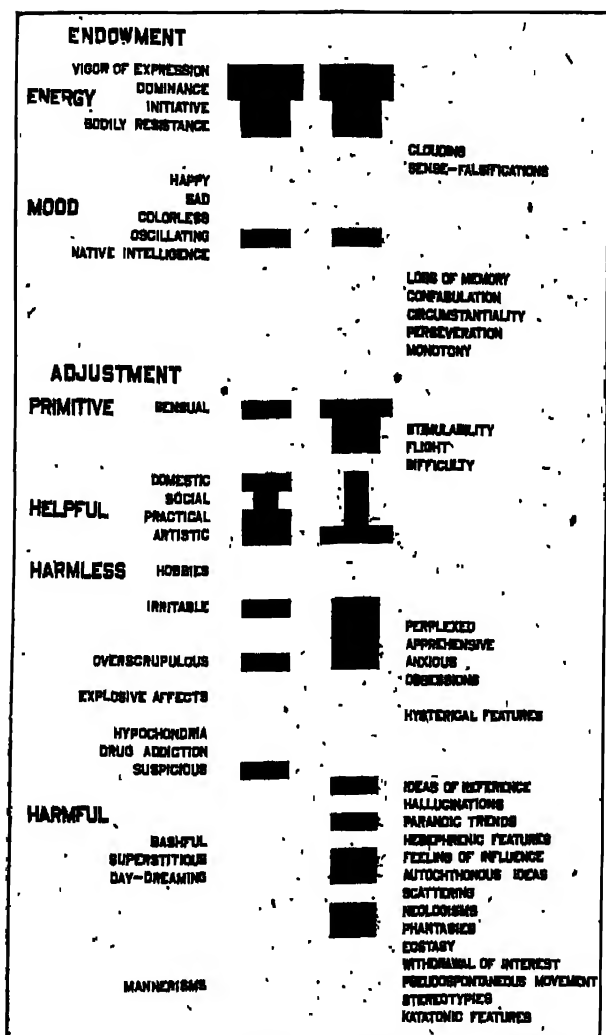 ENDOWMENT
VIGOR OF EXPRESSION
DOMINANCE
ENERGY
INITIATIVE
BODILY RESISTANCE
CLOUDING
SENSE-FALSIFICATIONS
HAPPY
SAD
MOOD
COLORLESS
OSCILLATING
NATIVE INTELLIGENCE
LOSS OF MEMORY
CONFABULATION
CIRCUMSTANTIALITY
PERSEVERATION
MONOTONY
ADJUSTMENT
PRIMITIVE SENSUAL
STIMULABILITY
FLIGHT
DIFFICULTY
DOMESTIC
SOCIAL
HELPFUL
PRACTICAL
ARTISTIC
HARMLESS HOBBIES
IRRITABLE
PERPLEXED
APPREHENSIVE
OVERSCRUPULOUS ANXIOUS
OBSESSIONS
EXPLOSIVE AFFECTS
HYSTERICAL FEATURES
HYPOCHONDRIA
DRUG ADDICTION
SUSPICIOUS
IDEAS OF REFERENCE
HALLUCINATIONS
HARMFUL PARANOIC TRENDS
BASHFUL HEBEPHRENIC FEATURES
SUPERSTITIOUS FEELING OF INFLUENCE
DAY-DREAMING AUTOCHTHONOUS IDEAS
SCATTERING
NEOLOGISMS
PHANTASIES
ECSTASY
WITHDRAWAL OF INTEREST
MANNERISMS PSEUDOSPONTANEOUS MOVEMENT
STEREOTYPIES
KATATONIC FEATURES